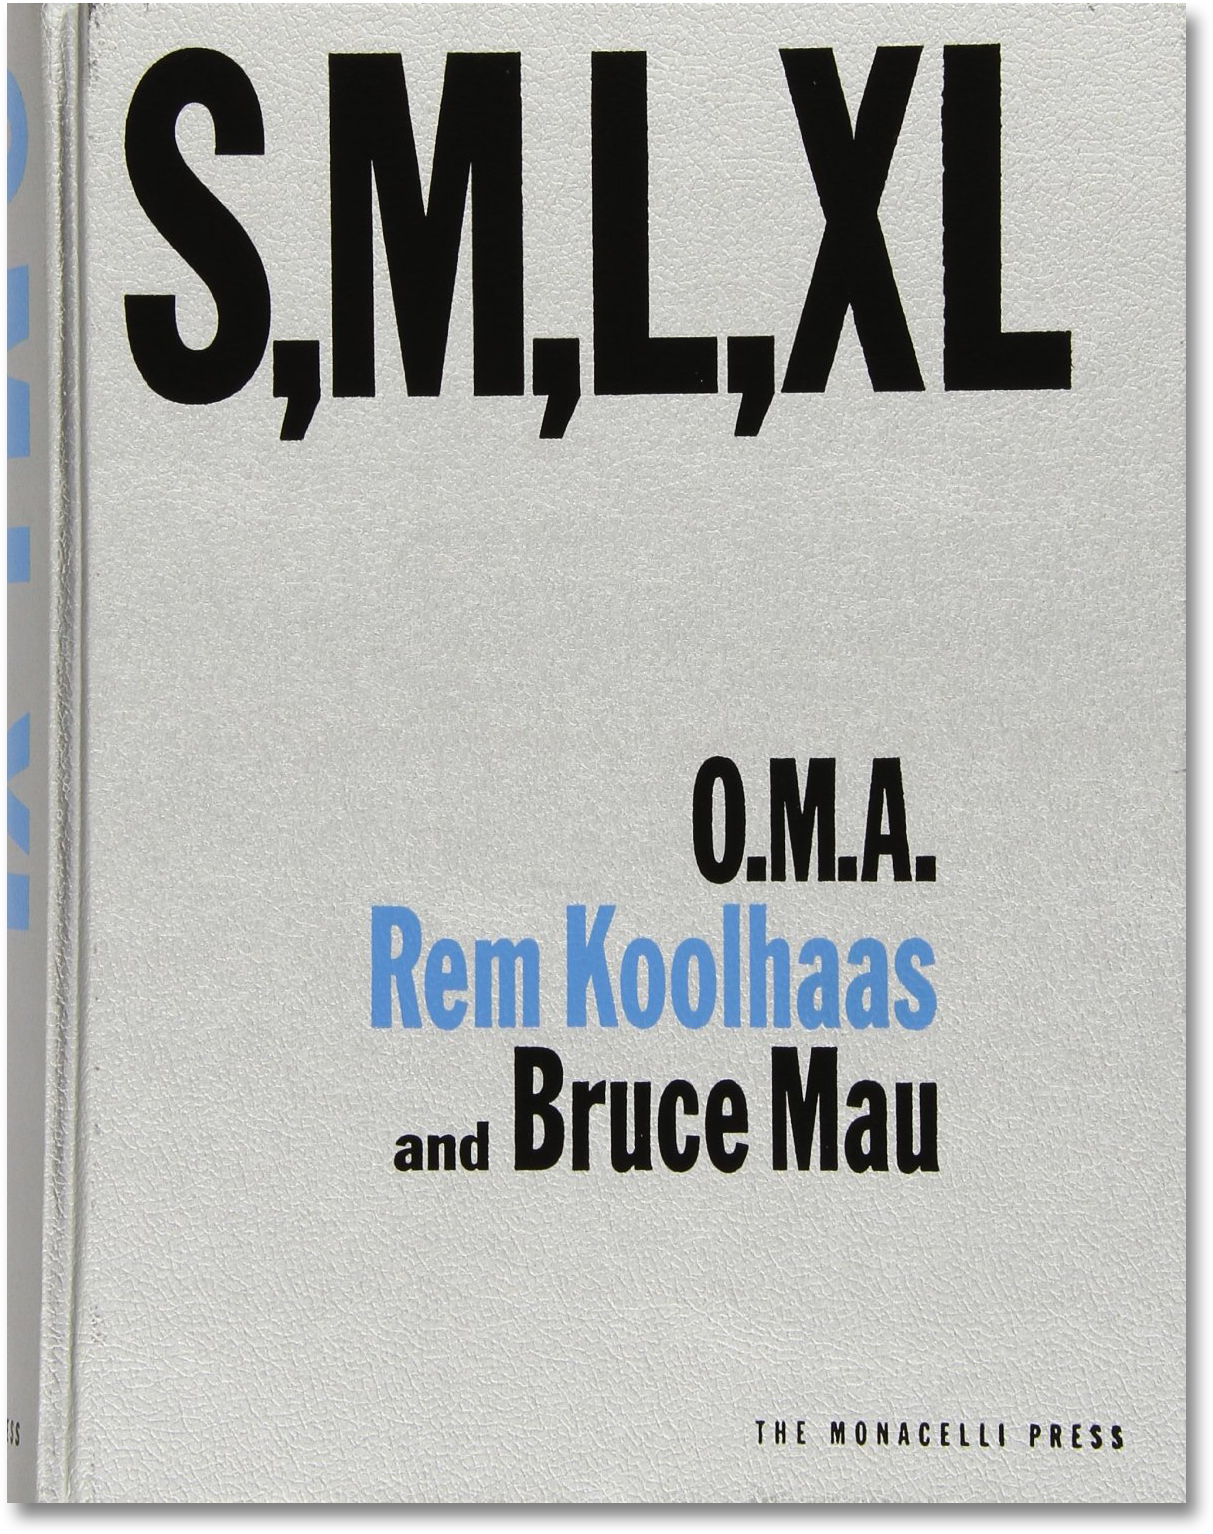 S,M,L,XL
O.M.A.
Rem Koolhaas
and Bruce Mau
THE MONACELLI PRESS